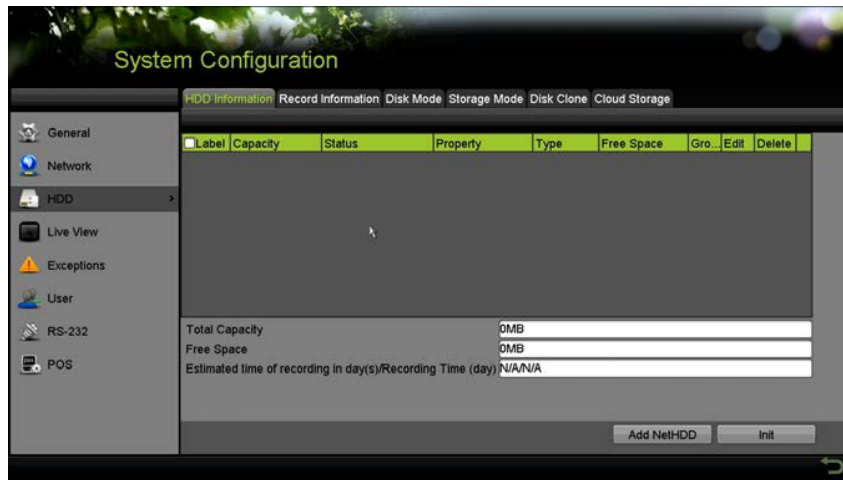 System Configuration
HDD Information Record Information Disk Mode Storage Mode Disk Clone Cloud Storage
General
Network
HDD >
Live View
Exceptions
User
RS-232
POS
Label Capacity Status Property Type Free Space Gro... Edit Delete
Total Capacity 0MB
Free Space 0MB
Estimated time of recording in day(s)/Recording Time (day) N/A/N/A
Add NetHDD Init